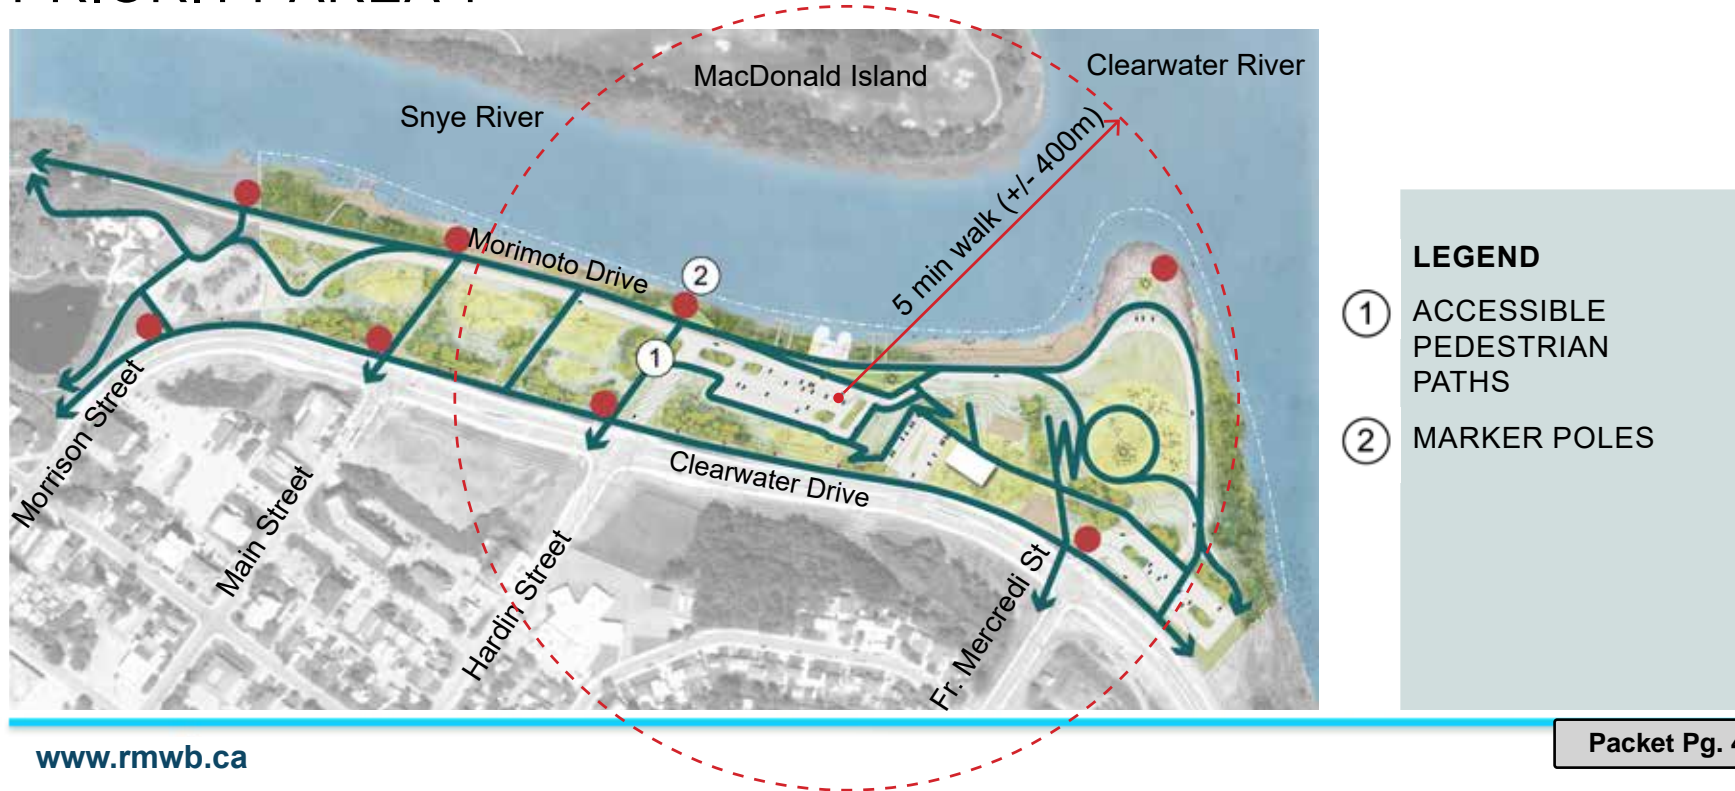 MacDonald Island
Clearwater River
Snye River
5 min walk (+/- 400m)
Morimoto Drive
2
1
Clearwater Drive
Morrison Street
Main Street
Hardin Street
Fr. Mercredi St
LEGEND
1 ACCESSIBLE
PEDESTRIAN
PATHS
2 MARKER POLES
www.rmwb.ca
Packet Pg.